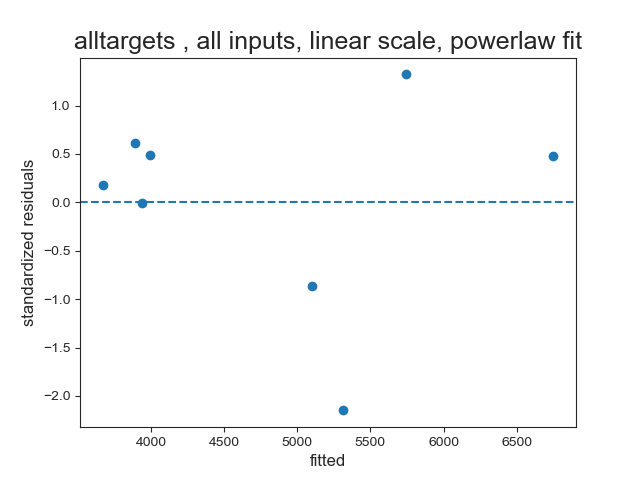 alltargets , all inputs, linear scale, powerlaw fit
standardized residuals
1.0
0.5
0.0
−0.5
−1.0
−1.5
−2.0
4000 4500 5000 5500 6000 6500
fitted